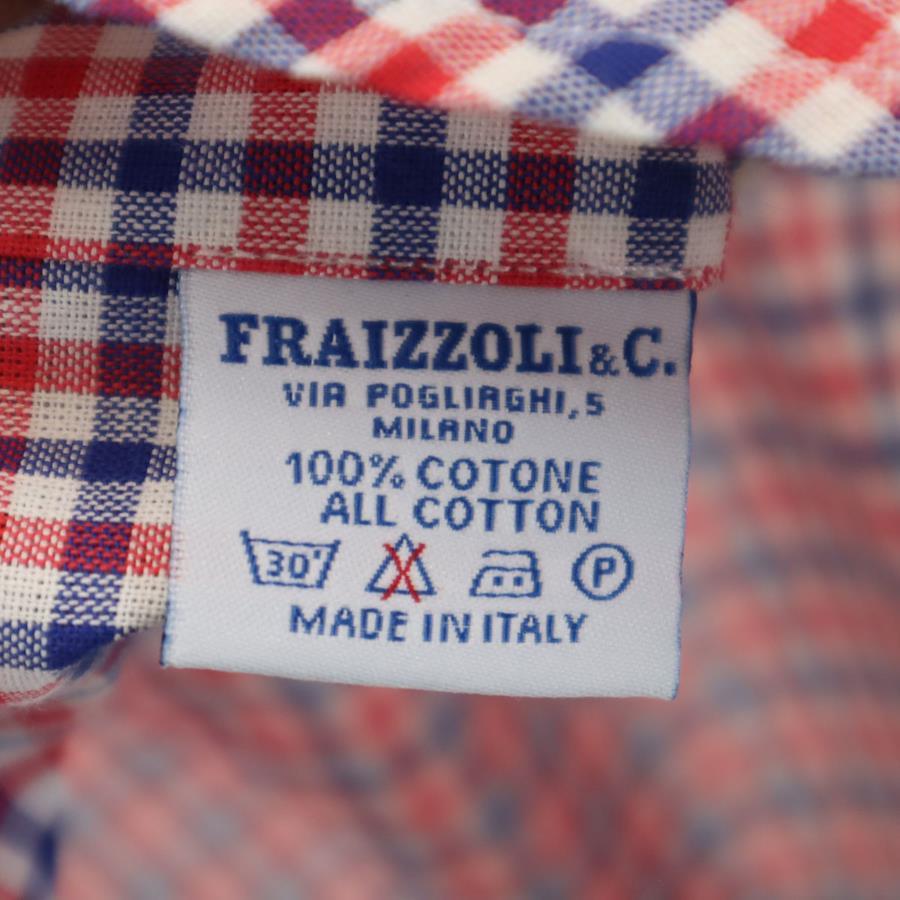 FRAIZZOLI & C.
VIA POGLIAGHI, 5
MILANO
100% COTONE
ALL COTTON
30° P
MADE IN ITALY